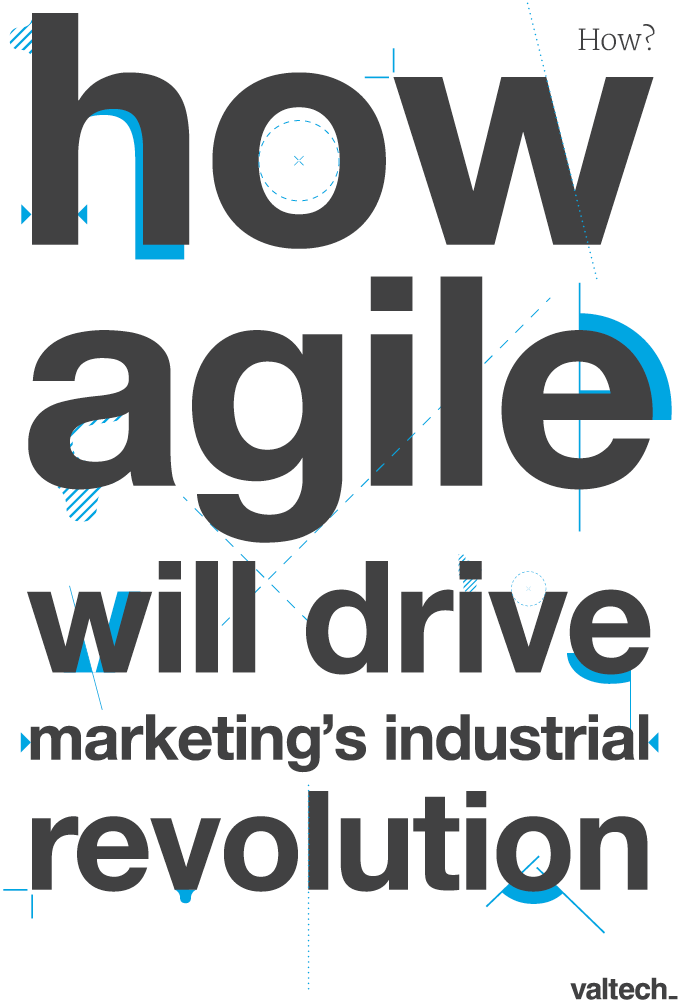 How?
how
agile
will drive
marketing’s industrial
revolution
valtech_